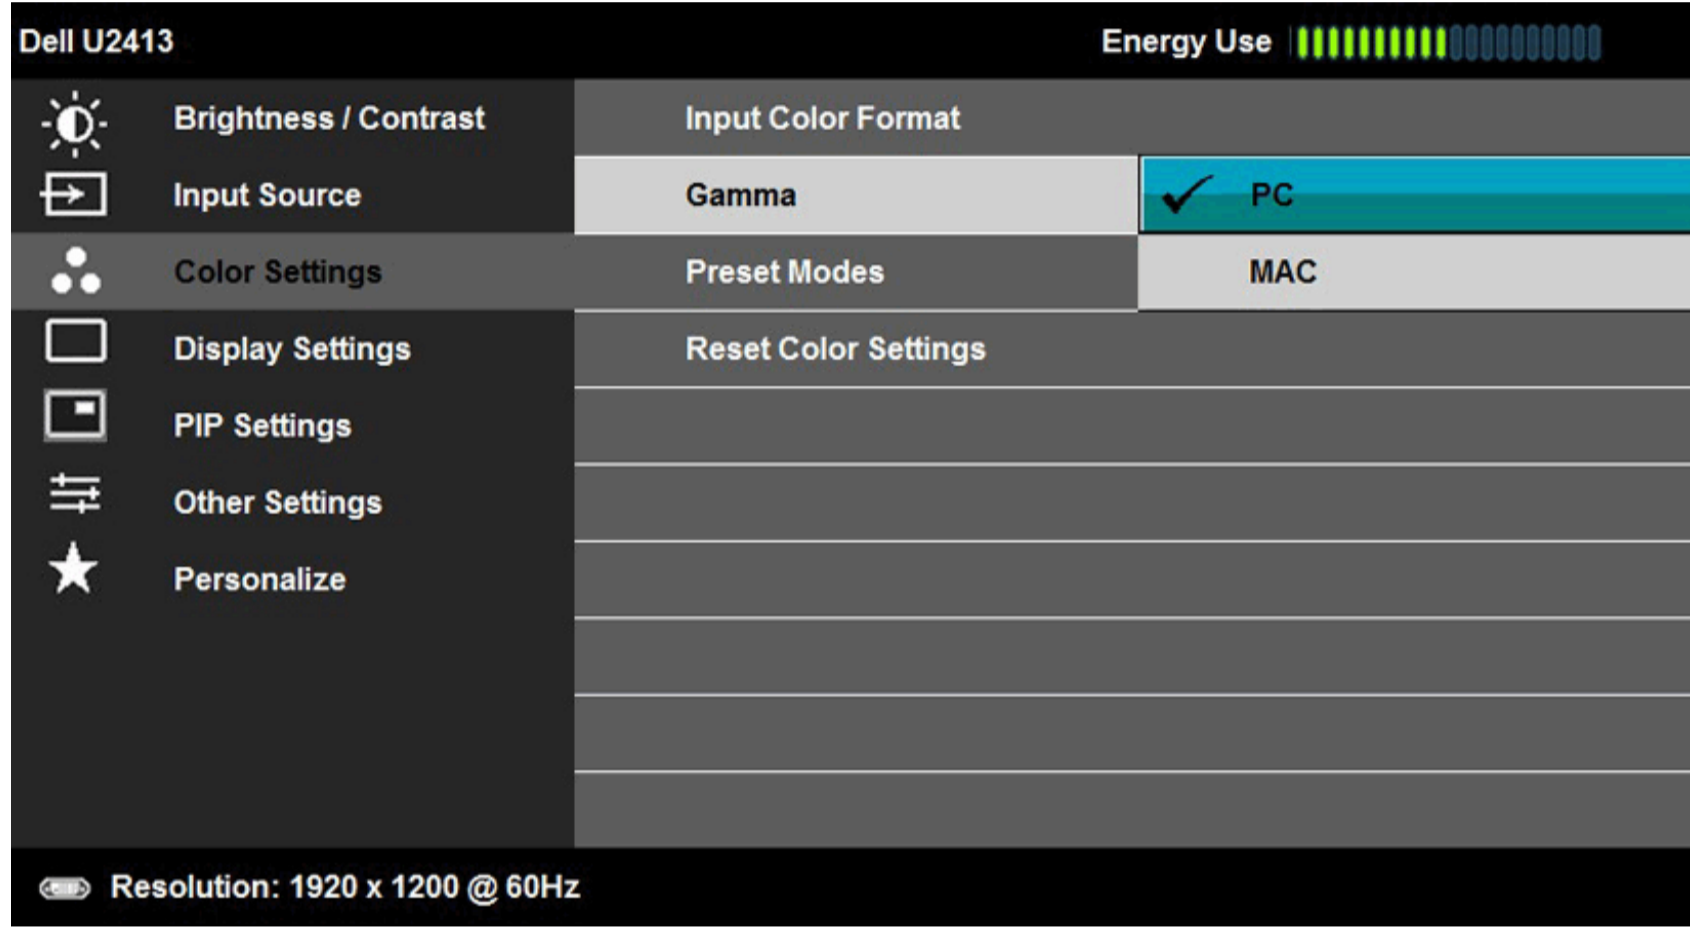 Dell U2413 Energy Use
Brightness / Contrast Input Color Format
Input Source Gamma PC
Color Settings Preset Modes MAC
Display Settings Reset Color Settings
PIP Settings
Other Settings
Personalize
Resolution: 1920 x 1200 @ 60Hz